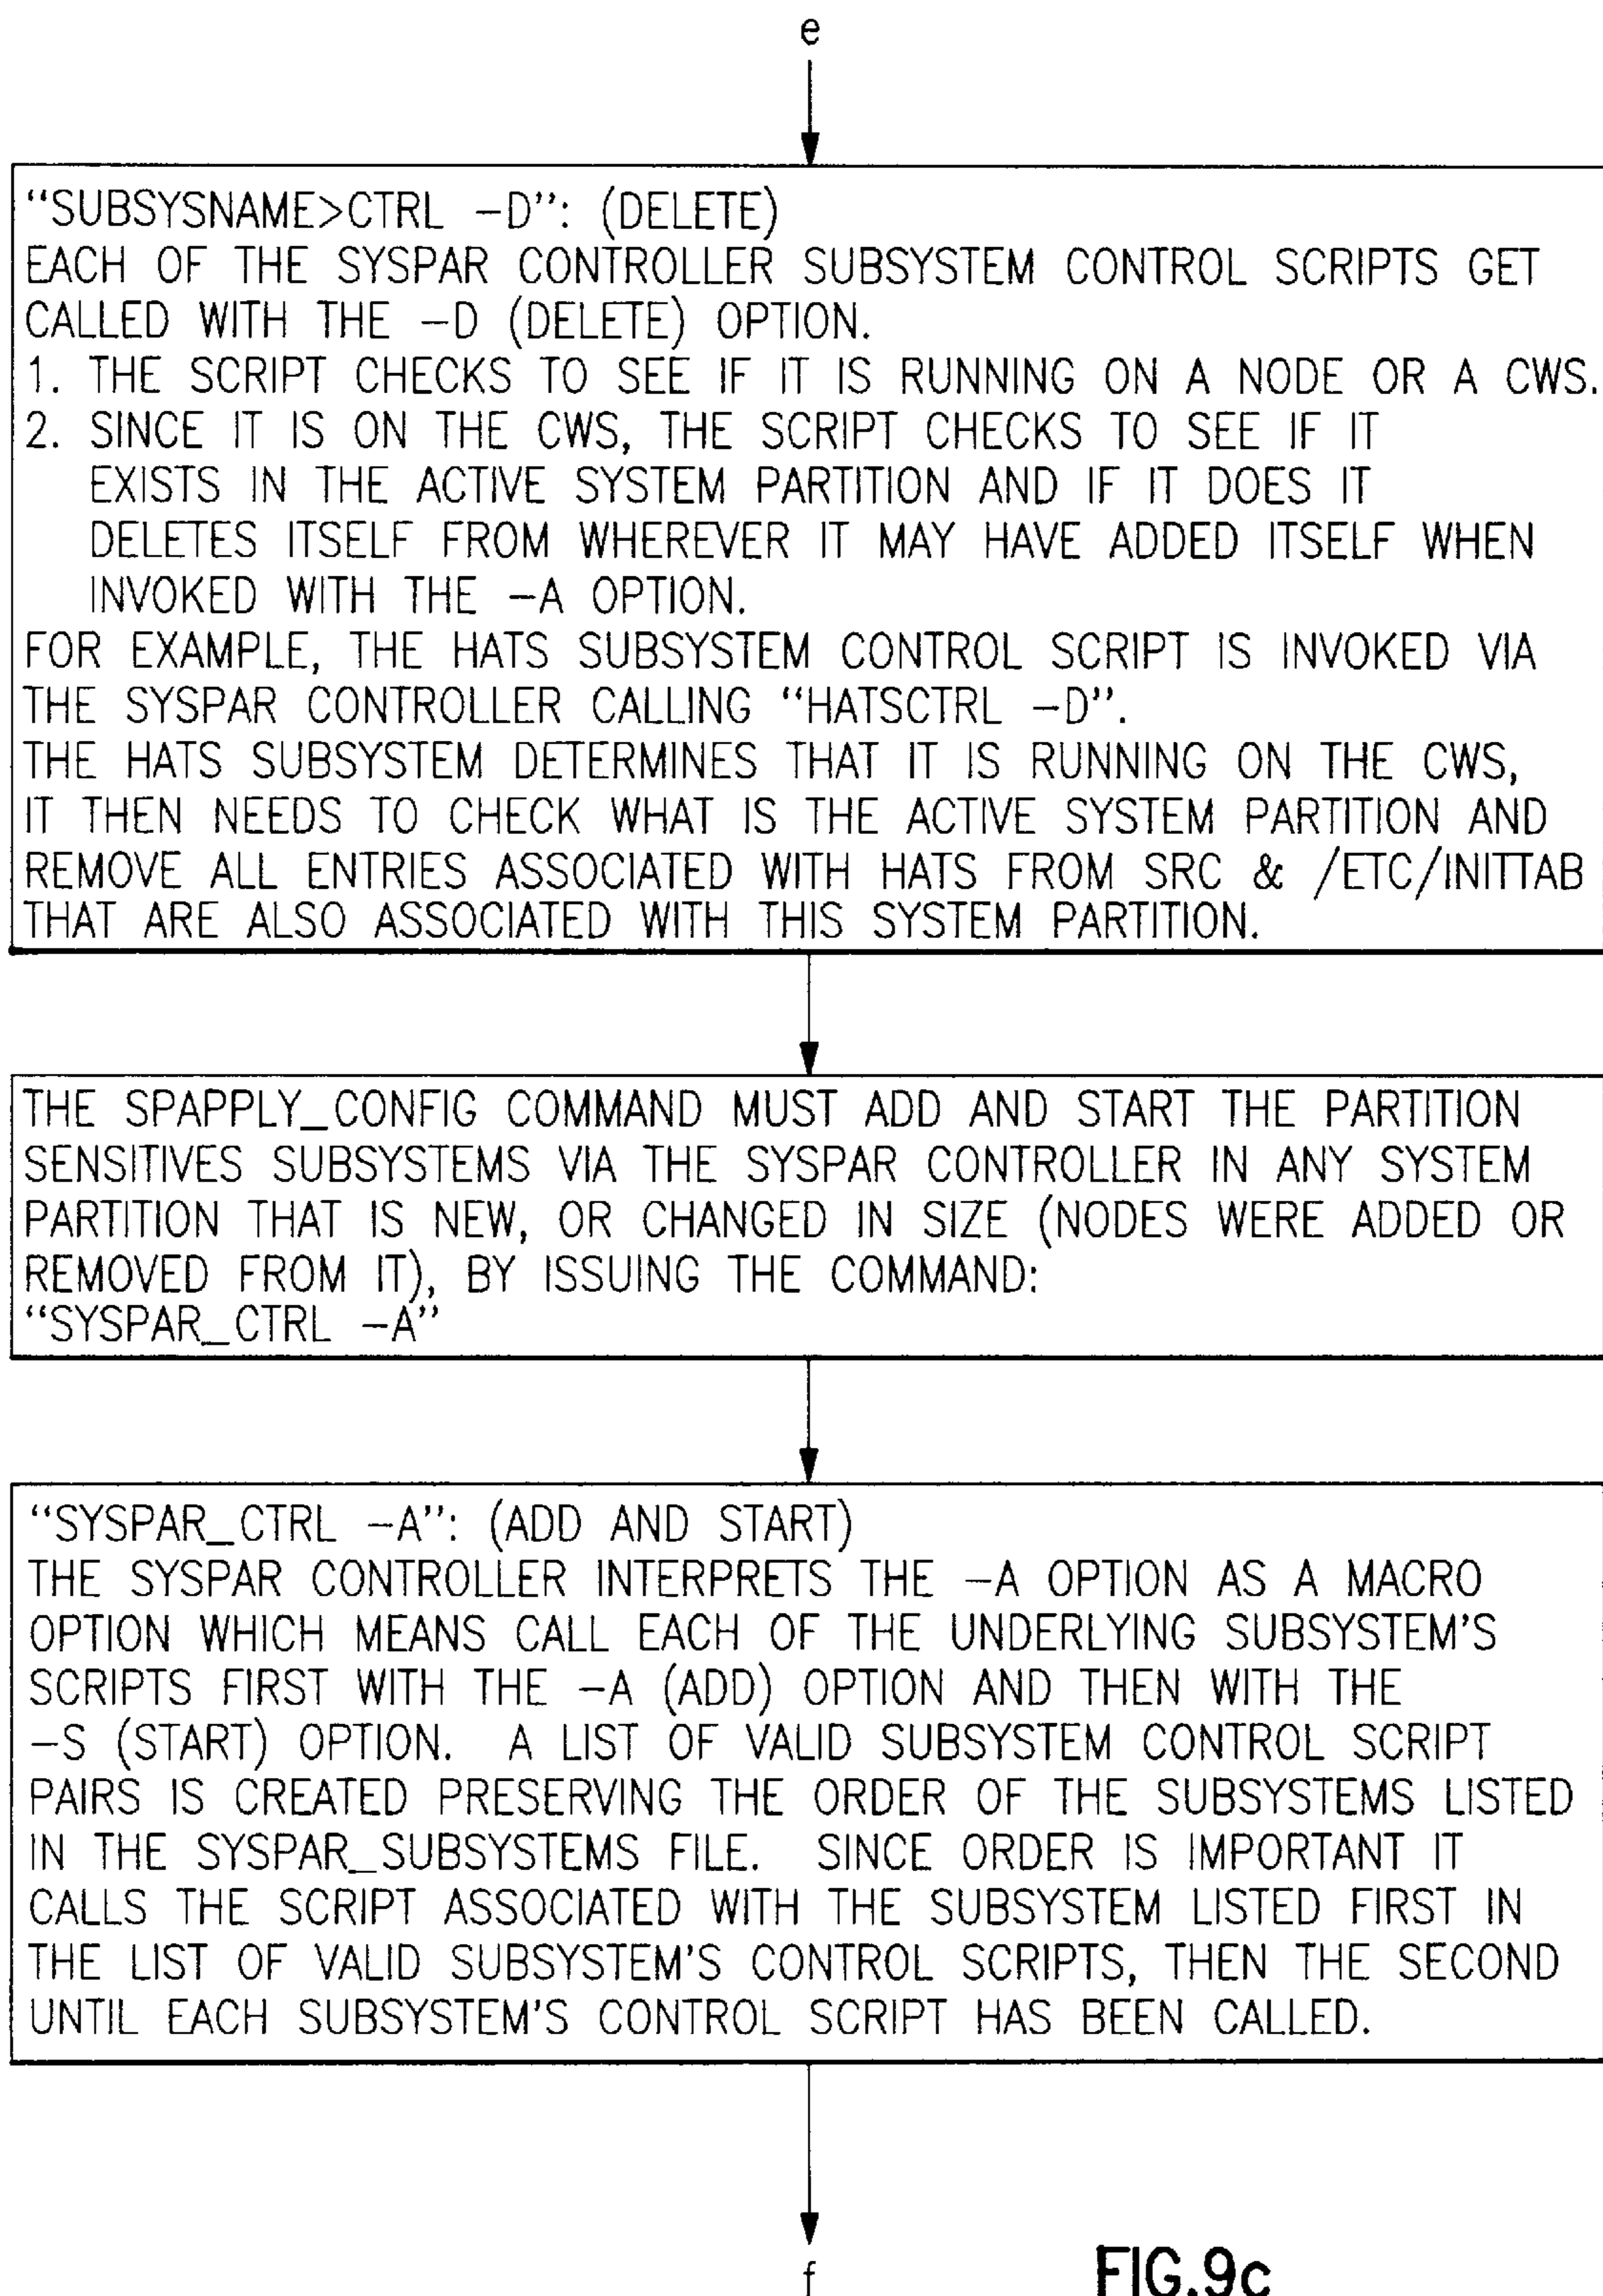 e
“SUBSYSNAME>CTRL –D”: (DELETE)
EACH OF THE SYSPAR CONTROLLER SUBSYSTEM CONTROL SCRIPTS GET
CALLED WITH THE –D (DELETE) OPTION.
1. THE SCRIPT CHECKS TO SEE IF IT IS RUNNING ON A NODE OR A CWS.
2. SINCE IT IS ON THE CWS, THE SCRIPT CHECKS TO SEE IF IT
EXISTS IN THE ACTIVE SYSTEM PARTITION AND IF IT DOES IT
DELETES ITSELF FROM WHEREVER IT MAY HAVE ADDED ITSELF WHEN
INVOKED WITH THE –A OPTION.
FOR EXAMPLE, THE HATS SUBSYSTEM CONTROL SCRIPT IS INVOKED VIA
THE SYSPAR CONTROLLER CALLING “HATSCTRL –D”.
THE HATS SUBSYSTEM DETERMINES THAT IT IS RUNNING ON THE CWS,
IT THEN NEEDS TO CHECK WHAT IS THE ACTIVE SYSTEM PARTITION AND
REMOVE ALL ENTRIES ASSOCIATED WITH HATS FROM SRC & /ETC/INITTAB
THAT ARE ALSO ASSOCIATED WITH THIS SYSTEM PARTITION.
THE SPAPPLY_CONFIG COMMAND MUST ADD AND START THE PARTITION
SENSITIVES SUBSYSTEMS VIA THE SYSPAR CONTROLLER IN ANY SYSTEM
PARTITION THAT IS NEW, OR CHANGED IN SIZE (NODES WERE ADDED OR
REMOVED FROM IT), BY ISSUING THE COMMAND:
“SYSPAR_CTRL –A”
“SYSPAR_CTRL –A”: (ADD AND START)
THE SYSPAR CONTROLLER INTERPRETS THE –A OPTION AS A MACRO
OPTION WHICH MEANS CALL EACH OF THE UNDERLYING SUBSYSTEM'S
SCRIPTS FIRST WITH THE –A (ADD) OPTION AND THEN WITH THE
–S (START) OPTION. A LIST OF VALID SUBSYSTEM CONTROL SCRIPT
PAIRS IS CREATED PRESERVING THE ORDER OF THE SUBSYSTEMS LISTED
IN THE SYSPAR_SUBSYSTEMS FILE. SINCE ORDER IS IMPORTANT IT
CALLS THE SCRIPT ASSOCIATED WITH THE SUBSYSTEM LISTED FIRST IN
THE LIST OF VALID SUBSYSTEM'S CONTROL SCRIPTS, THEN THE SECOND
UNTIL EACH SUBSYSTEM'S CONTROL SCRIPT HAS BEEN CALLED.
f
FIG.9c